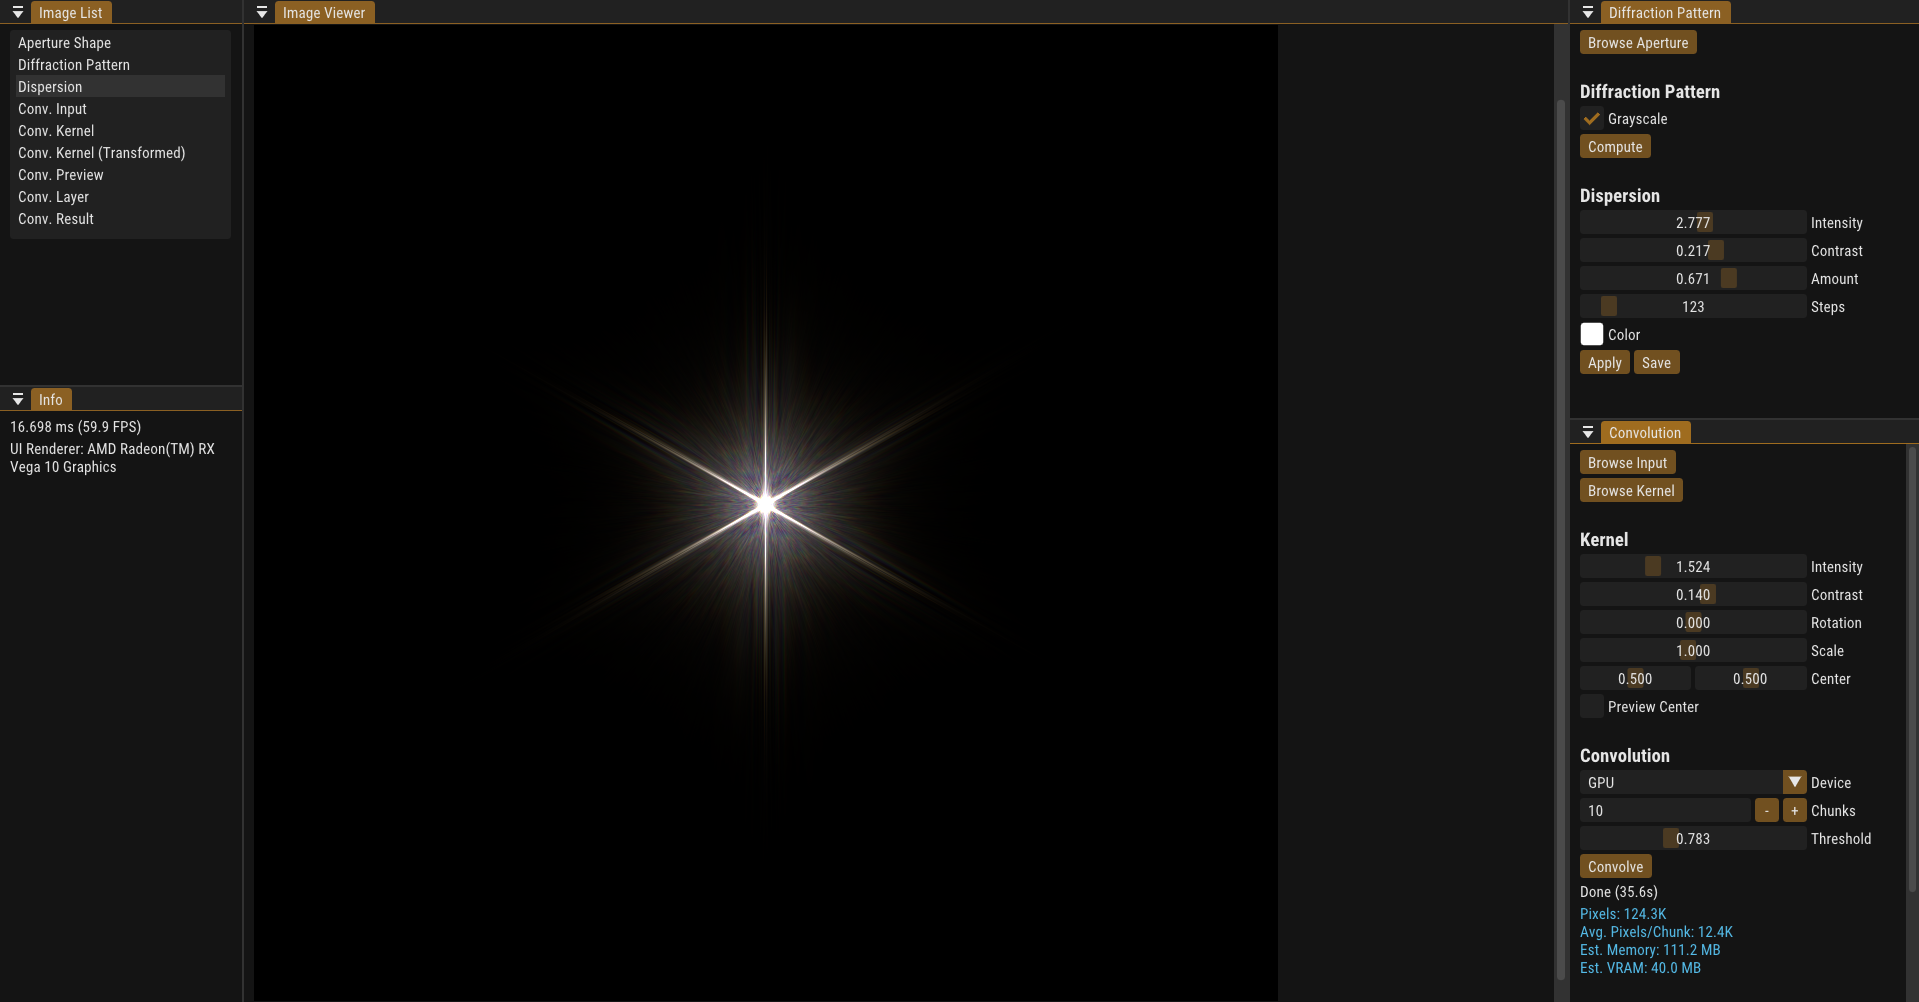 Image List
Aperture Shape
Diffraction Pattern
Dispersion
Conv. Input
Conv. Kernel
Conv. Kernel (Transformed)
Conv. Preview
Conv. Layer
Conv. Result
Info
16.698 ms (59.9 FPS)
UI Renderer: AMD Radeon(TM) RX
Vega 10 Graphics
Image Viewer
Diffraction Pattern
Browse Aperture
Diffraction Pattern
Grayscale
Compute
Dispersion
2.777 Intensity
0.217 Contrast
0.671 Amount
123 Steps
Color
Apply Save
Convolution
Browse Input
Browse Kernel
Kernel
1.524 Intensity
0.140 Contrast
0.000 Rotation
1.000 Scale
0.500 0.500 Center
Preview Center
Convolution
GPU Device
10 - + Chunks
0.783 Threshold
Convolve
Done (35.6s)
Pixels: 124.3K
Avg. Pixels/Chunk: 12.4K
Est. Memory: 111.2 MB
Est. VRAM: 40.0 MB